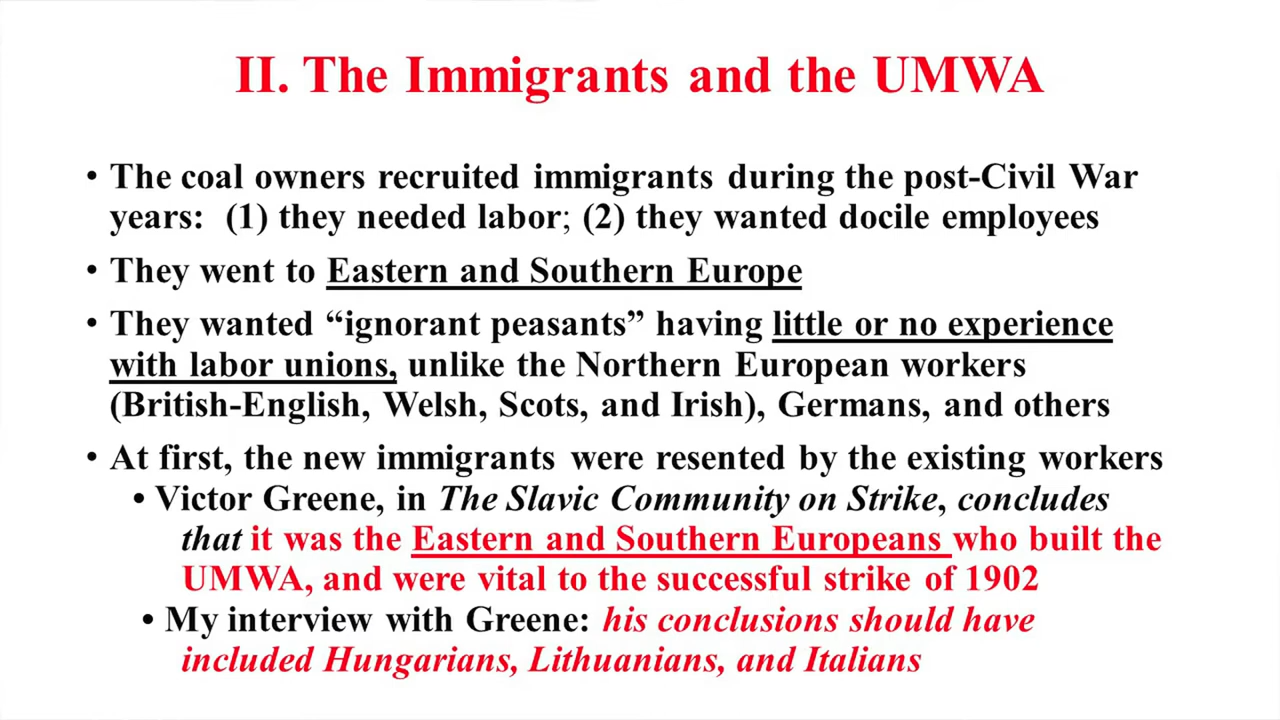 II. The Immigrants and the UMWA
• The coal owners recruited immigrants during the post-Civil War
years: (1) they needed labor; (2) they wanted docile employees
• They went to Eastern and Southern Europe
• They wanted “ignorant peasants” having little or no experience
with labor unions, unlike the Northern European workers
(British-English, Welsh, Scots, and Irish), Germans, and others
• At first, the new immigrants were resented by the existing workers
• Victor Greene, in The Slavic Community on Strike, concludes
that it was the Eastern and Southern Europeans who built the
UMWA, and were vital to the successful strike of 1902
• My interview with Greene: his conclusions should have
included Hungarians, Lithuanians, and Italians